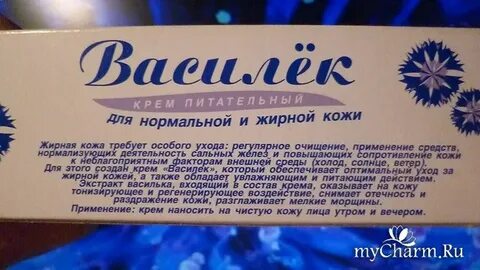 Василёк
КРЕМ ПИТАТЕЛЬНЫЙ
для нормальной и жирной кожи
Жирная кожа требует особого ухода: регулярное очищение, применение средств,
нормализующих деятельность сальных желез и повышающих сопротивление кожи
к неблагоприятным факторам внешней среды (холод, солнце, ветер).
Для этого создан крем «Василек», который обеспечивает оптимальный уход за
жирной кожей, а также обладает увлажняющим и питающим действием.
Экстракт василька, входящий в состав крема, оказывает на кожу
тонизирующее и регенерирующее воздействие, снимает отечность и
раздражение кожи, разглаживает мелкие морщины.
Применение: крем наносить на чистую кожу лица утром и вечером.
myCharm.Ru